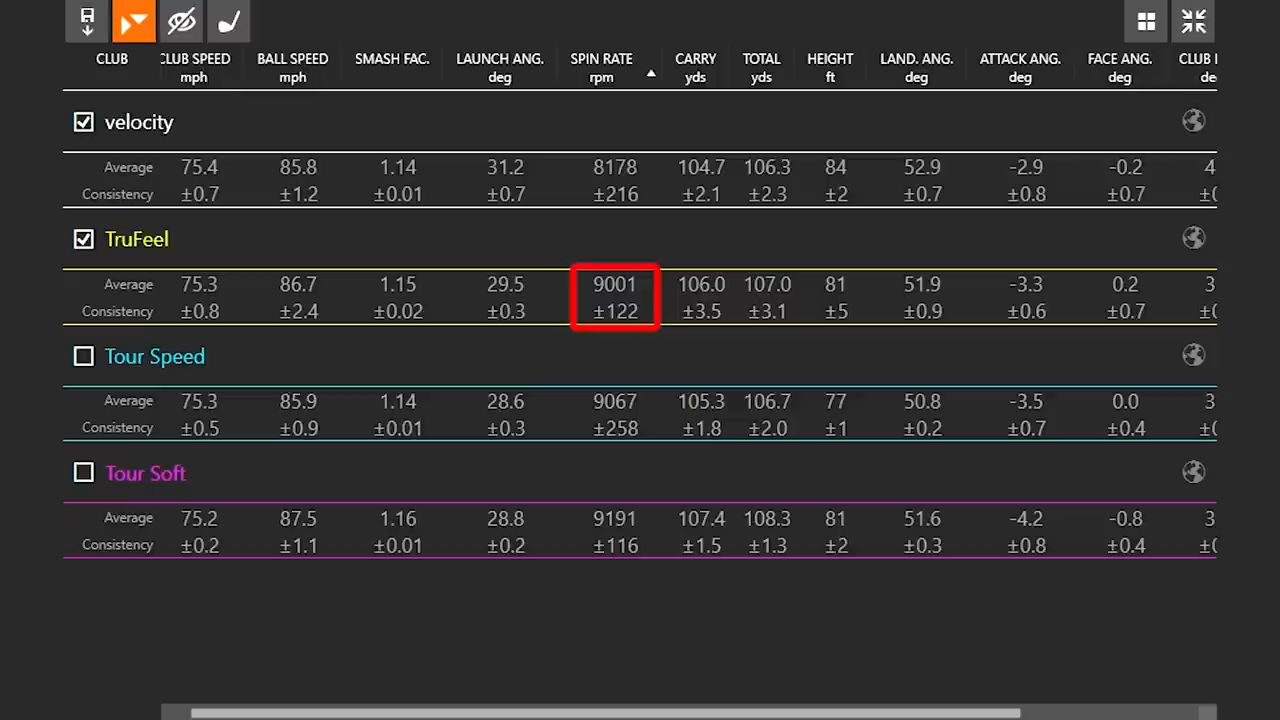 CLUB CLUB SPEED mph BALL SPEED mph SMASH FAC. LAUNCH ANG. deg SPIN RATE rpm CARRY yds TOTAL yds HEIGHT ft LAND. ANG. deg ATTACK ANG. deg FACE ANG. deg CLUB
velocity
Average 75.4 85.8 1.14 31.2 8178 104.7 106.3 84 52.9 -2.9 -0.2 4
Consistency ±0.7 ±1.2 ±0.01 ±0.7 ±216 ±2.1 ±2.3 ±2 ±0.7 ±0.8 ±0.7
TruFeel
Average 75.3 86.7 1.15 29.5 9001 106.0 107.0 81 51.9 -3.3 0.2 3
Consistency ±0.8 ±2.4 ±0.02 ±0.3 ±122 ±3.5 ±3.1 ±5 ±0.9 ±0.6 ±0.7
Tour Speed
Average 75.3 85.9 1.14 28.6 9067 105.3 106.7 77 50.8 -3.5 0.0 3
Consistency ±0.5 ±0.9 ±0.01 ±0.3 ±258 ±1.8 ±2.0 ±1 ±0.2 ±0.7 ±0.4
Tour Soft
Average 75.2 87.5 1.16 28.8 9191 107.4 108.3 81 51.6 -4.2 -0.8 3
Consistency ±0.2 ±1.1 ±0.01 ±0.2 ±116 ±1.5 ±1.3 ±2 ±0.3 ±0.8 ±0.4